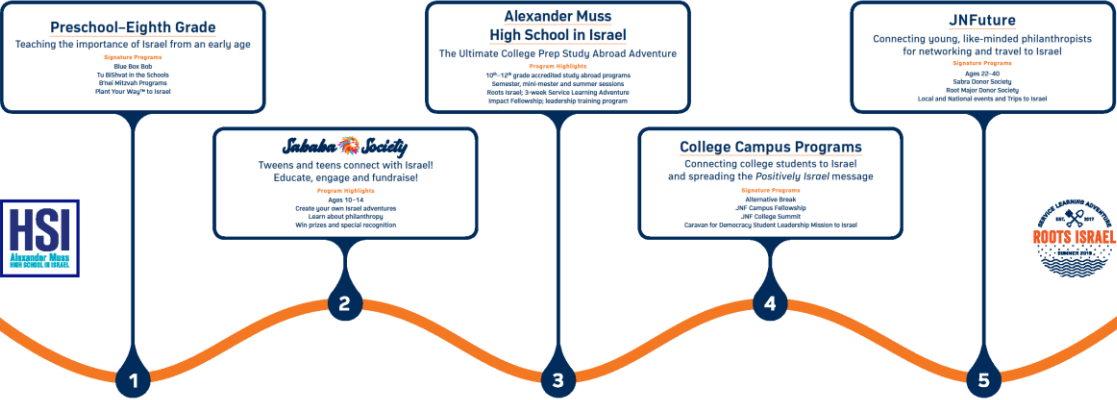 Preschool–Eighth Grade
Teaching the importance of Israel from an early age
Signature Programs
Blue Box Bob
Tu BiShvat in the Schools
B'nei Mitzvah Programs
Plant Your Way™ to Israel
1
Sababa Society
Tweens and teens connect with Israel!
Educate, engage and fundraise!
Program Highlights
Ages 10-14
Create your own Israel adventures
Learn about philanthropy
Win prizes and special recognition
2
Alexander Muss
High School in Israel
The Ultimate College Prep Study Abroad Adventure
Program Highlights
10th-12th grade accredited study abroad programs
Semester, mini-mester and summer sessions
Roots Israel; 3-week Service Learning Adventure
Impact Fellowship; leadership training program
3
College Campus Programs
Connecting college students to Israel
and spreading the Positively Israel message
Signature Programs
Alternative Break
JNF Campus Fellowship
JNF College Summit
Caravan for Democracy Student Leadership Mission to Israel
4
JNFuture
Connecting young, like-minded philanthropists
for networking and travel to Israel
Signature Programs
Ages 22-40
Sabra Donor Society
Root Major Donor Society
Local and National events and Trips to Israel
5
HSI
Alexander Muss
HIGH SCHOOL IN ISRAEL
SERVICE LEARNING ADVENTURE
EST. 2017
ROOTS ISRAEL
SUMMER 2018